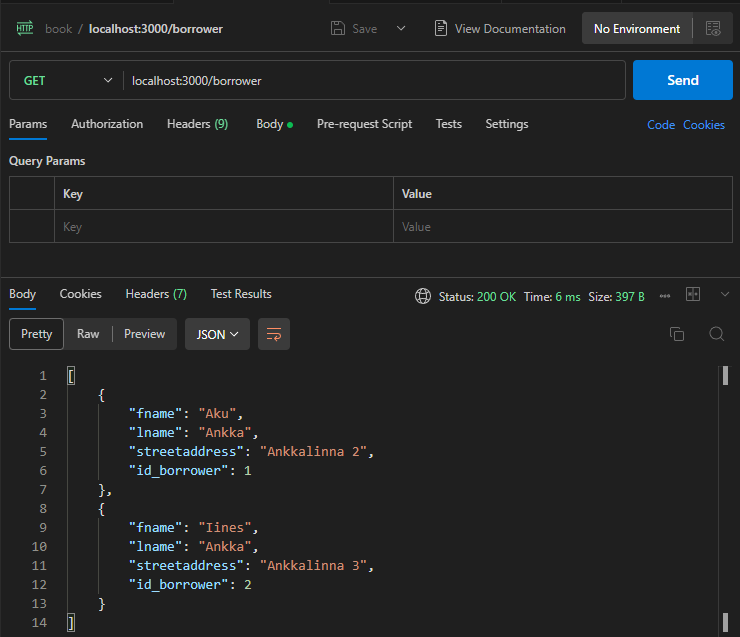 HTTP book / localhost:3000/borrower Save View Documentation No Environment
GET localhost:3000/borrower Send
Params Authorization Headers (9) Body Pre-request Script Tests Settings Code Cookies
Query Params
Key Value
Key Value
Body Cookies Headers (7) Test Results Status: 200 OK Time: 6 ms Size: 397 B
Pretty Raw Preview JSON
1 [
2 {
3 "fname": "Aku",
4 "lname": "Ankka",
5 "streetaddress": "Ankkalinna 2",
6 "id_borrower": 1
7 },
8 {
9 "fname": "Iines",
10 "lname": "Ankka",
11 "streetaddress": "Ankkalinna 3",
12 "id_borrower": 2
13 }
14 ]